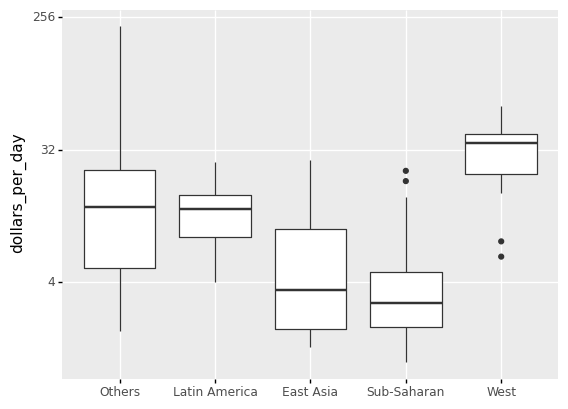 256
32
4
dollars_per_day
Others
Latin America
East Asia
Sub-Saharan
West